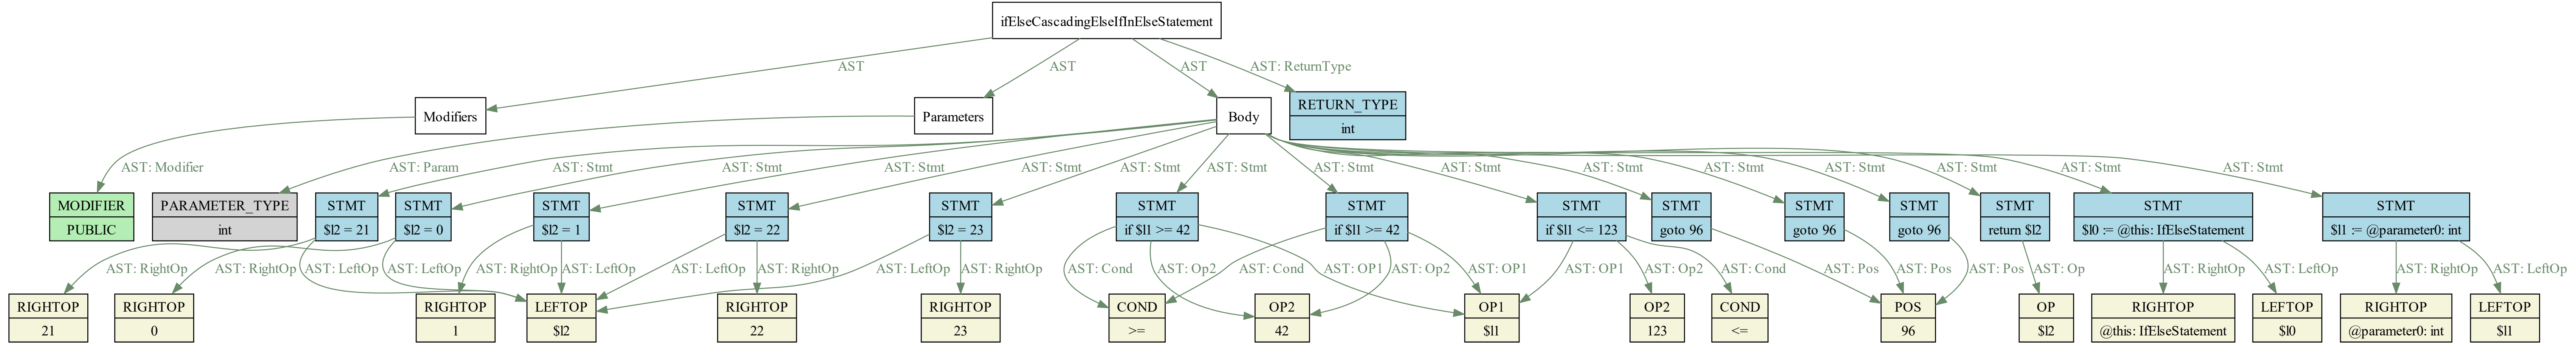 ifElseCascadingElseIfInElseStatement
AST
AST
AST
AST: ReturnType
Modifiers
Parameters
Body
RETURN_TYPE
int
AST: Modifier
AST: Param
AST: Stmt
AST: Stmt
AST: Stmt
AST: Stmt
AST: Stmt
AST: Stmt
AST: Stmt
AST: Stmt
AST: Stmt
AST: Stmt
AST: Stmt
AST: Stmt
AST: Stmt
AST: Stmt
MODIFIER
PUBLIC
PARAMETER_TYPE
int
STMT
$l2 = 21
STMT
$l2 = 0
STMT
$l2 = 1
STMT
$l2 = 22
STMT
$l2 = 23
STMT
if $l1 >= 42
STMT
if $l1 >= 42
STMT
if $l1 <= 123
STMT
goto 96
STMT
goto 96
STMT
goto 96
STMT
return $l2
STMT
$l0 := @this: IfElseStatement
STMT
$l1 := @parameter0: int
AST: RightOp
AST: RightOp
AST: LeftOp
AST: LeftOp
AST: RightOp
AST: LeftOp
AST: LeftOp
AST: RightOp
AST: LeftOp
AST: RightOp
AST: Cond
AST: Op2
AST: Cond
AST: OP1
AST: Op2
AST: OP1
AST: OP1
AST: Op2
AST: Cond
AST: Pos
AST: Pos
AST: Pos
AST: Op
AST: RightOp
AST: LeftOp
AST: RightOp
AST: LeftOp
RIGHTOP
21
RIGHTOP
0
RIGHTOP
1
LEFTOP
$l2
RIGHTOP
22
RIGHTOP
23
COND
>=
OP2
42
OP1
$l1
OP2
123
COND
<=
POS
96
OP
$l2
RIGHTOP
@this: IfElseStatement
LEFTOP
$l0
RIGHTOP
@parameter0: int
LEFTOP
$l1